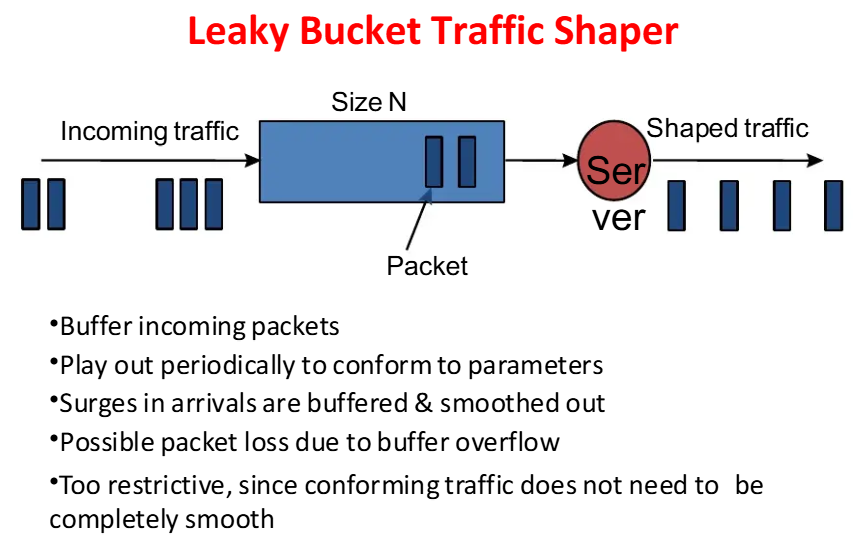 Leaky Bucket Traffic Shaper
Size N
Incoming traffic
Shaped traffic
Ser
ver
Packet
•Buffer incoming packets
•Play out periodically to conform to parameters
•Surges in arrivals are buffered & smoothed out
•Possible packet loss due to buffer overflow
•Too restrictive, since conforming traffic does not need to be
completely smooth